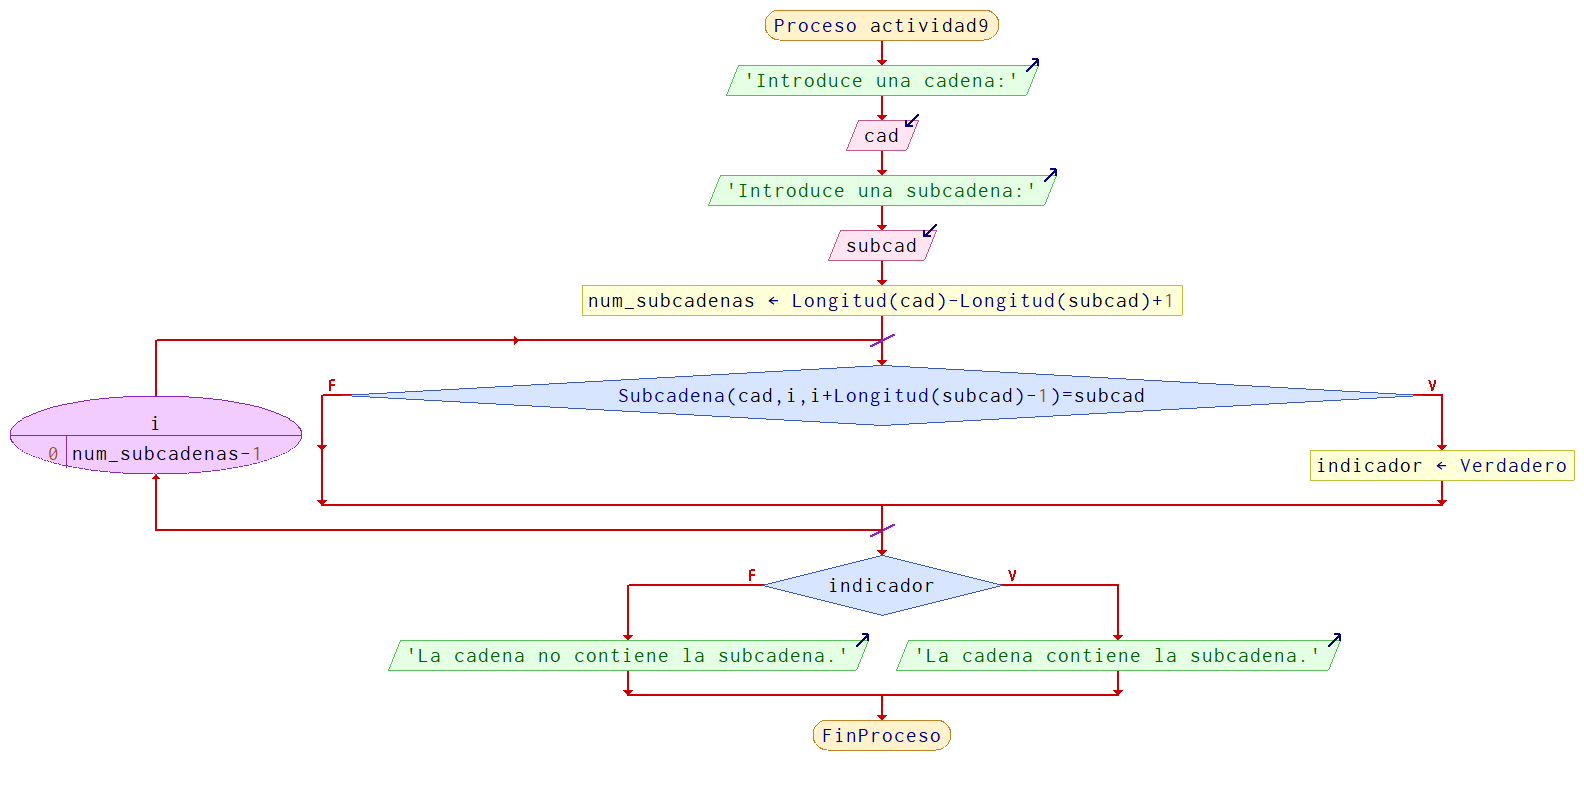 Proceso actividad9
'Introduce una cadena:'
cad
'Introduce una subcadena:'
subcad
num_subcadenas ← Longitud(cad)-Longitud(subcad)+1
F
Subcadena(cad,i,i+Longitud(subcad)-1)=subcad
V
i
0 num_subcadenas-1
indicador ← Verdadero
F
indicador
V
'La cadena no contiene la subcadena.'
'La cadena contiene la subcadena.'
FinProceso